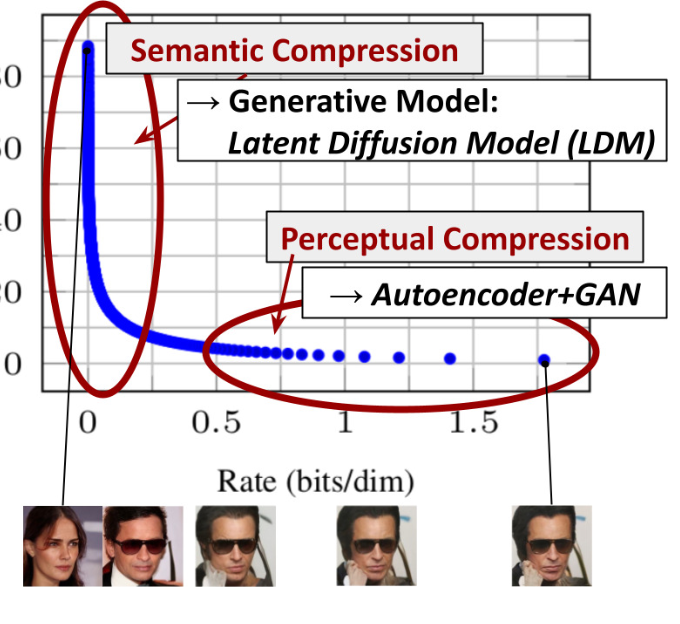 Semantic Compression
→ Generative Model:
Latent Diffusion Model (LDM)
Perceptual Compression
→ Autoencoder+GAN
0
0 0.5 1 1.5
Rate (bits/dim)